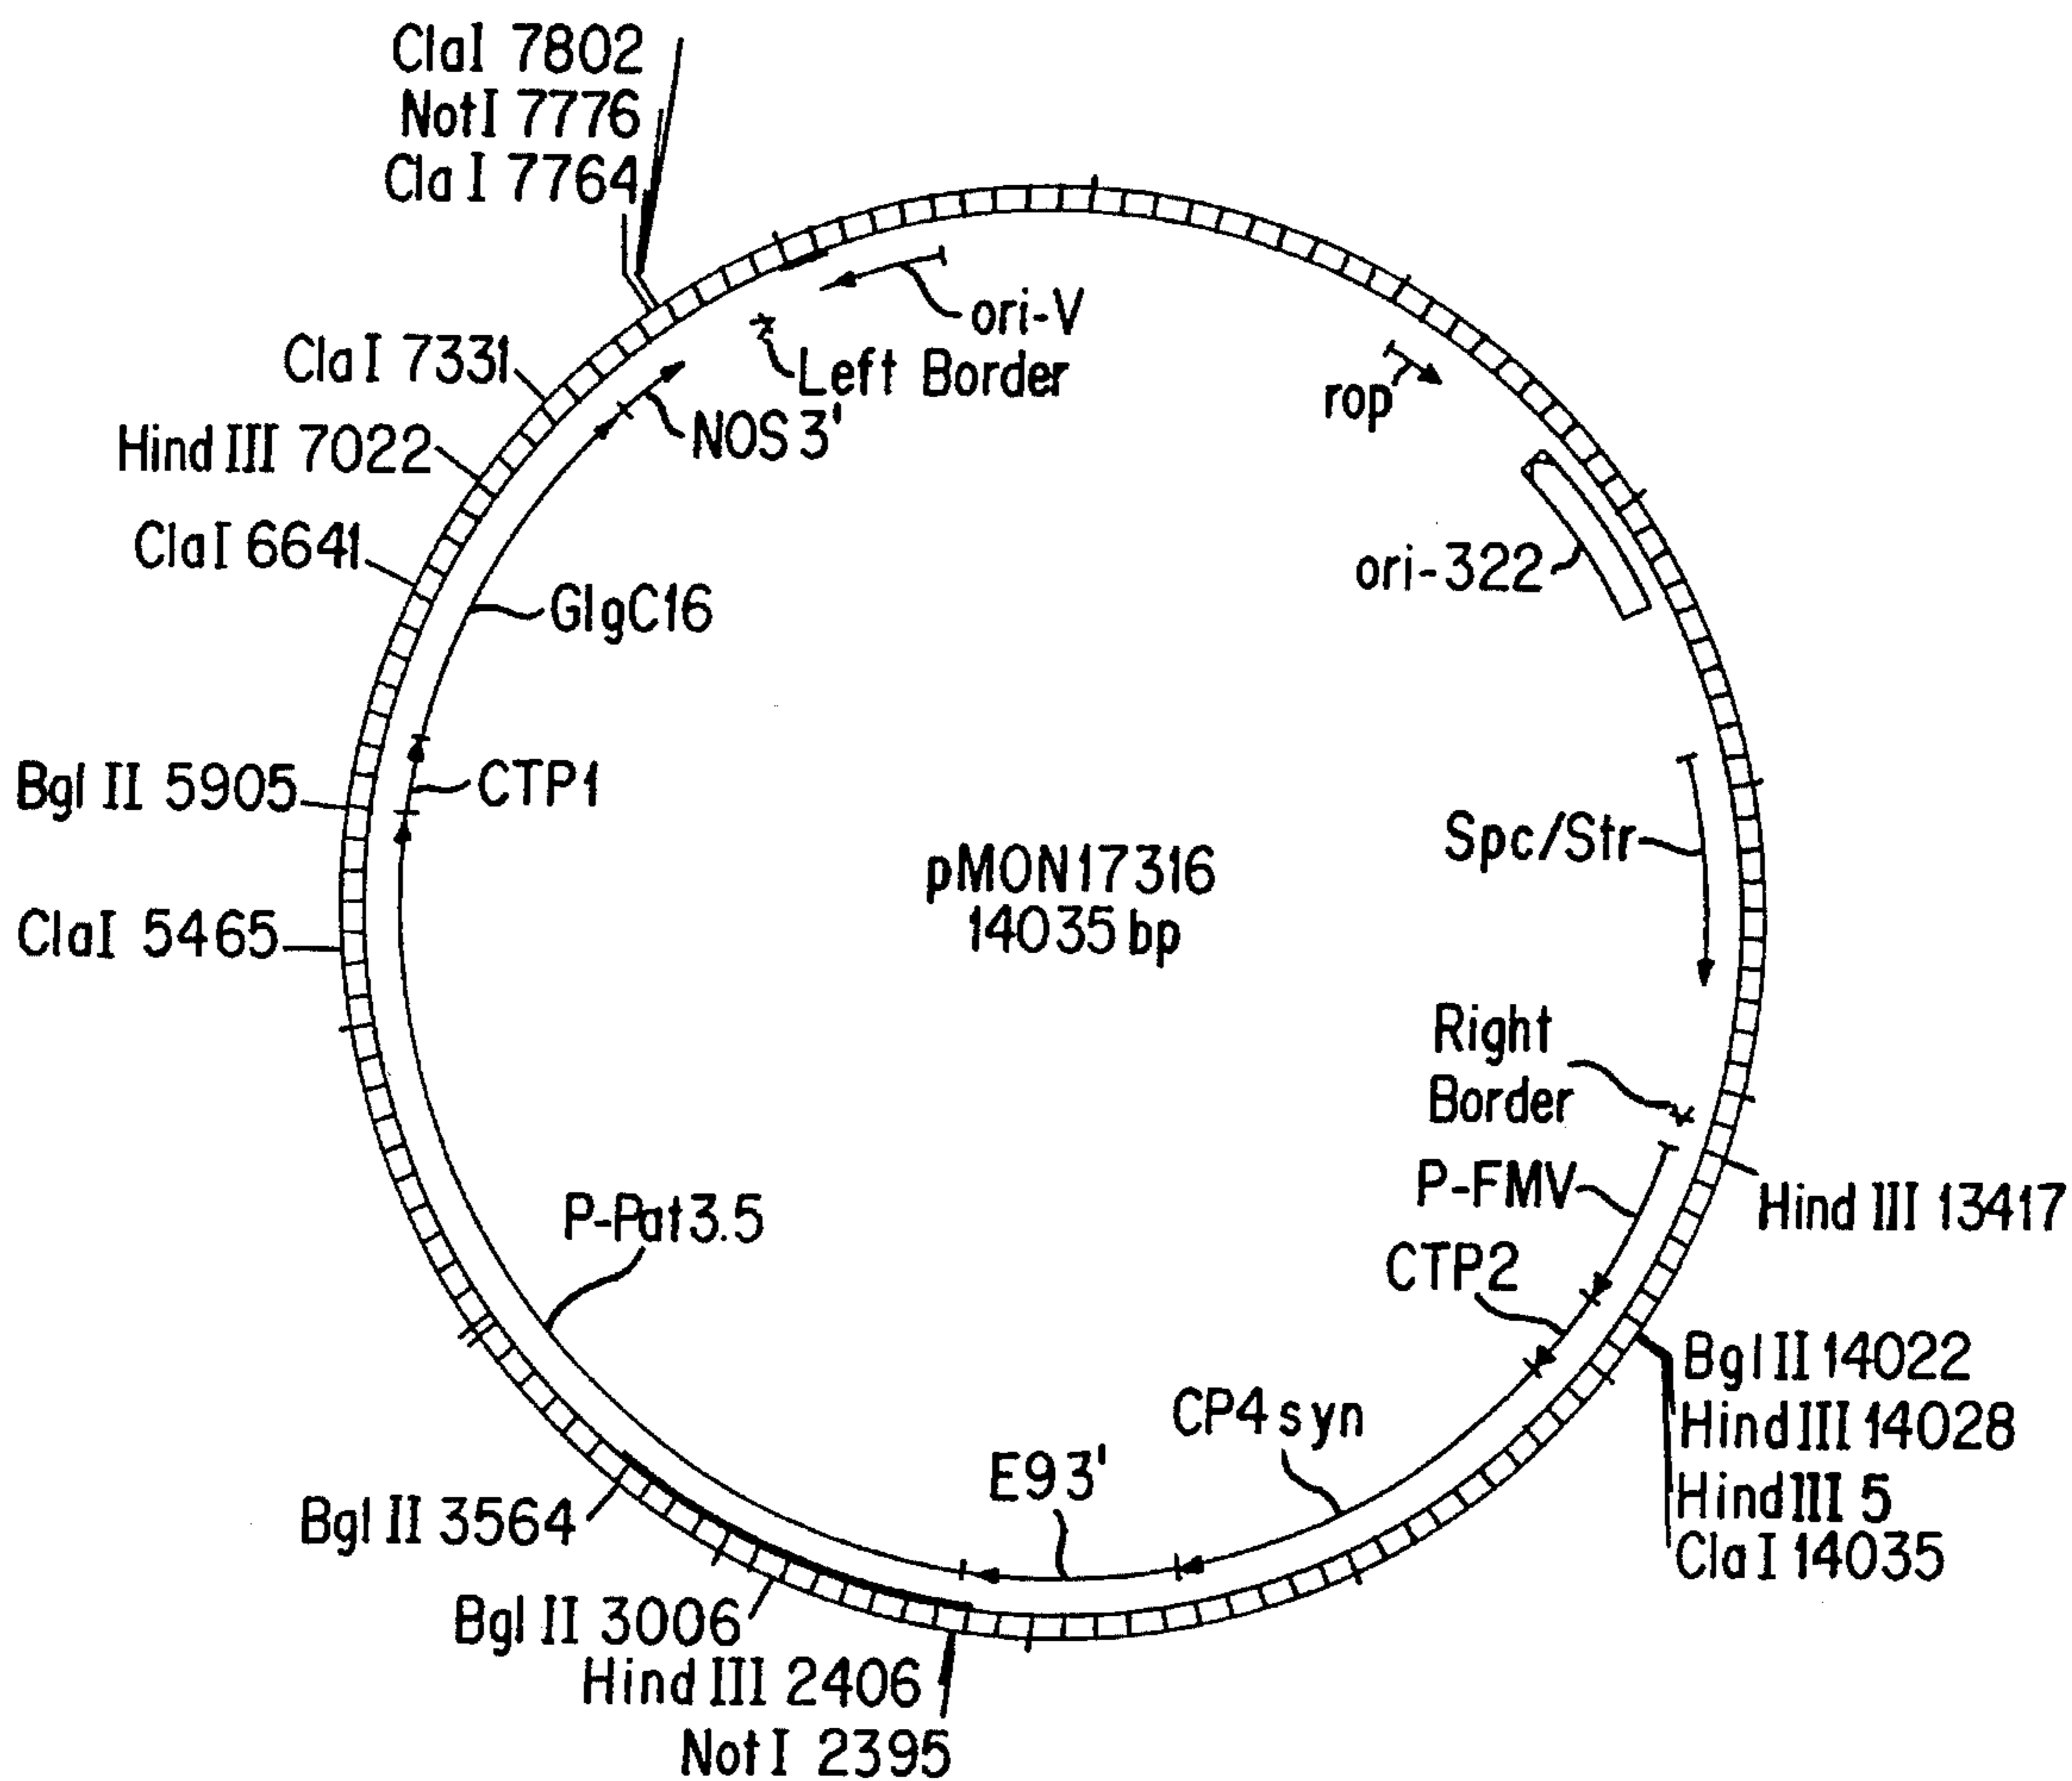 ClaI 7802
NotI 7776
Cla I 7764
ori-V
Left Border
ClaI 7331
rop
NOS 3'
Hind III 7022
ClaI 6641
ori-322
GlgC16
Bgl II 5905
CTP1
Spc/Str
pMON17316
14035 bp
ClaI 5465
Right
Border
P-FMV
Hind III 13417
P-Pat3.5
CTP2
Bgl II 14022
Hind III 14028
Hind III 5
Cla I 14035
CP4 syn
E9 3'
Bgl II 3564
Bgl II 3006
Hind III 2406
Not I 2395